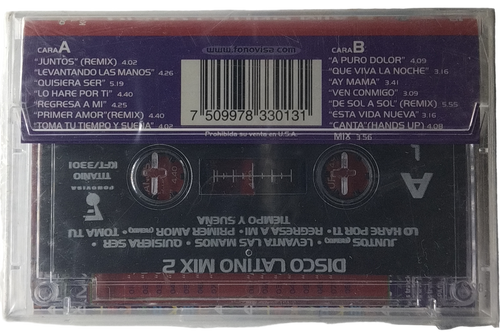 CARA A
"JUNTOS" (REMIX) 4.02
"LEVANTANDO LAS MANOS" 4.26
"QUISIERA SER" 5.19
"LO HARE POR TI" 4.40
"REGRESA A MI" 4.25
"PRIMER AMOR"(REMIX) 4.40
TOMA TU TIEMPO Y SUEÑA" 4.02
www.fonovisa.com
7 509978 330131
Prohibida su venta en U.S.A.
CARA B
"A PURO DOLOR" 4.09
"QUE VIVA LA NOCHE" 3.16
"AY MAMA" 3.41
"VEN CONMIGO" 3.09
"DE SOL A SOL" (REMIX) 3.55
"ESTA VIDA NUEVA" 3.16
CANTA"(HANDS UP) 4.08
MIX 3.56
DISCO LATINO MIX 2
JUNTOS • LEVANTA LAS MANOS • QUISIERA SER •
LO HARE POR TI • REGRESA A MI • PRIMER AMOR • TOMA TU
TIEMPO Y SUEÑA
A
FONOVISA
TITANIO
KFT/3301